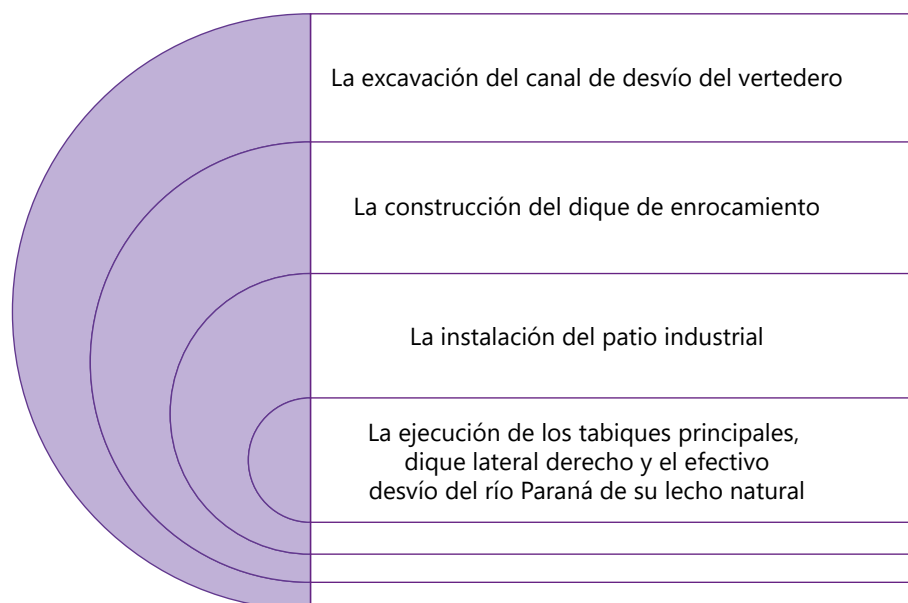 La excavación del canal de desvío del vertedero
La construcción del dique de enrocamiento
La instalación del patio industrial
La ejecución de los tabiques principales,
dique lateral derecho y el efectivo
desvío del río Paraná de su lecho natural